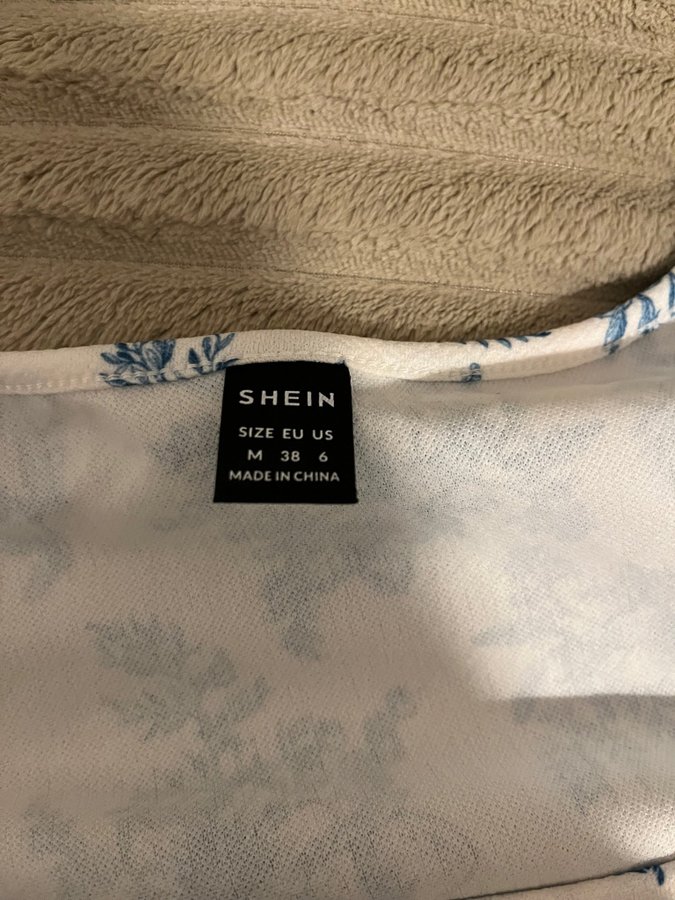 SHEIN
SIZE EU US
M 38 6
MADE IN CHINA